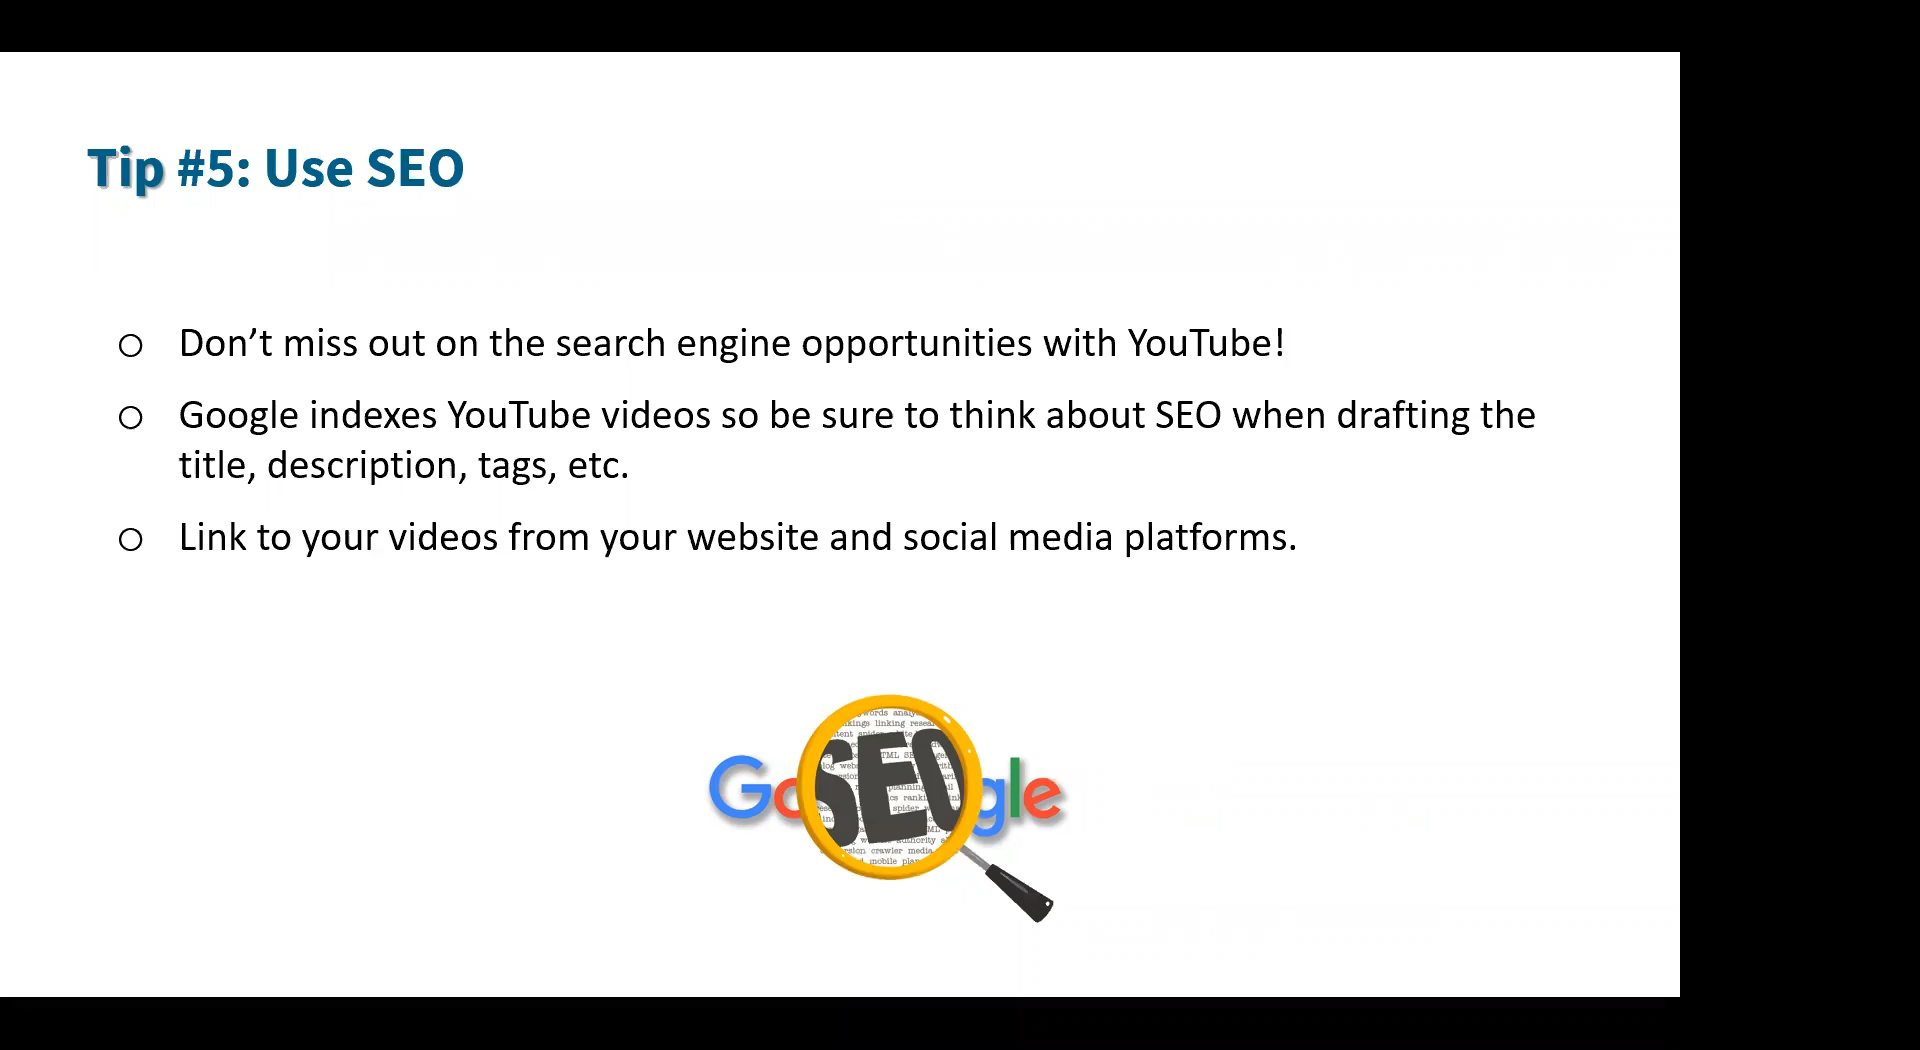 Tip #5: Use SEO
Don’t miss out on the search engine opportunities with YouTube!
Google indexes YouTube videos so be sure to think about SEO when drafting the
title, description, tags, etc.
Link to your videos from your website and social media platforms.
SEO
gle